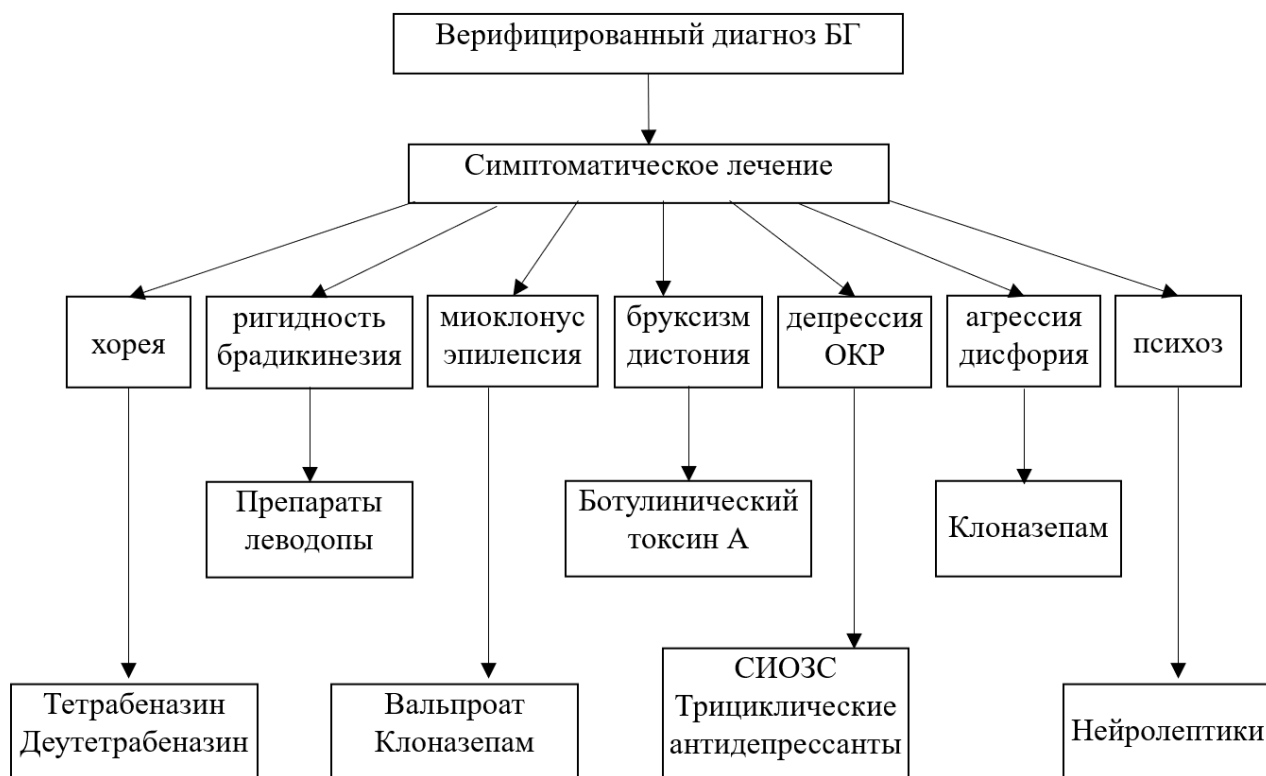 Верифицированный диагноз БГ
Симптоматическое лечение
хорея
ригидность
брадикинезия
миоклонус
эпилепсия
бруксизм
дистония
депрессия
ОКР
агрессия
дисфория
психоз
Препараты
леводопы
Ботулинический
токсин А
Клоназепам
Тетрабеназин
Деутетрабеназин
Вальпроат
Клоназепам
СИОЗС
Трициклические
антидепрессанты
Нейролептики